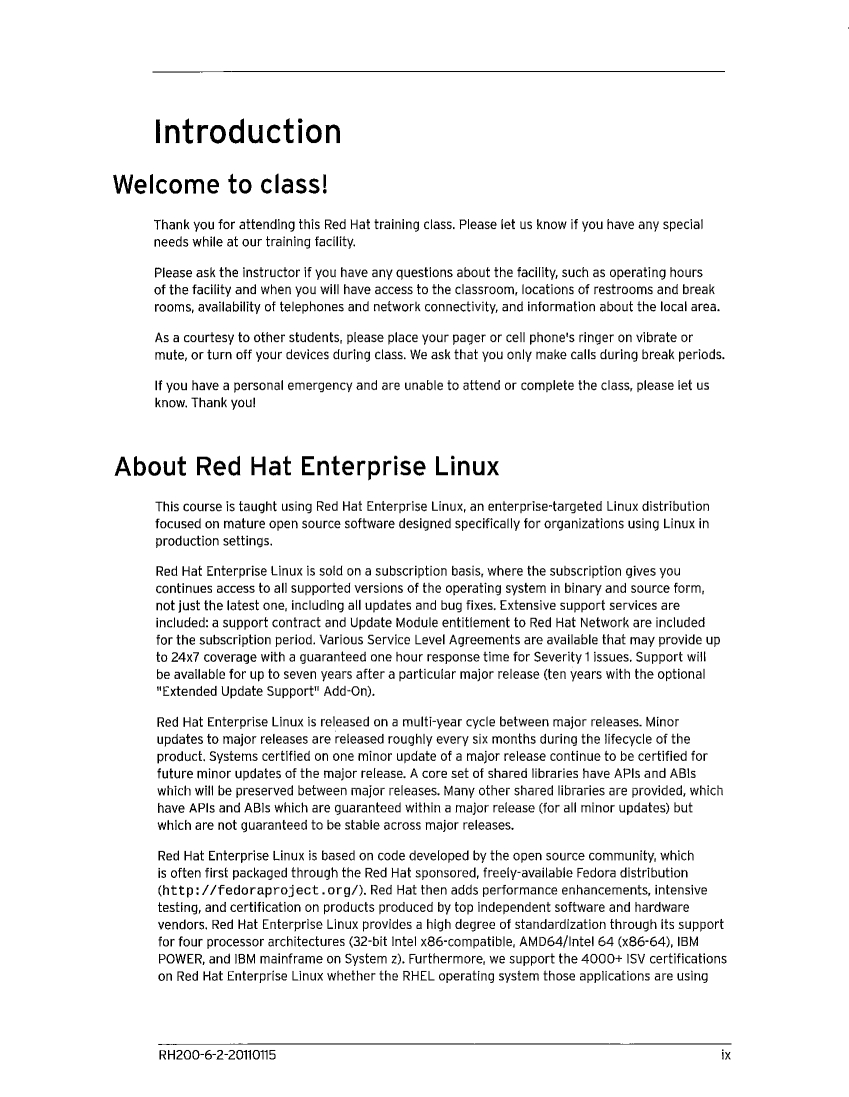 Introduction
Welcome to class!
Thank you for attending this Red Hat training class. Please let us know if you have any special
needs while at our training facility.
Please ask the instructor if you have any questions about the facility, such as operating hours
of the facility and when you will have access to the classroom, locations of restrooms and break
rooms, availability of telephones and network connectivity, and information about the local area.
As a courtesy to other students, please place your pager or cell phone's ringer on vibrate or
mute, or turn off your devices during class. We ask that you only make calls during break periods.
If you have a personal emergency and are unable to attend or complete the class, please let us
know. Thank you!
About Red Hat Enterprise Linux
This course is taught using Red Hat Enterprise Linux, an enterprise-targeted Linux distribution
focused on mature open source software designed specifically for organizations using Linux in
production settings.
Red Hat Enterprise Linux is sold on a subscription basis, where the subscription gives you
continues access to all supported versions of the operating system in binary and source form,
not just the latest one, including all updates and bug fixes. Extensive support services are
included: a support contract and Update Module entitlement to Red Hat Network are included
for the subscription period. Various Service Level Agreements are available that may provide up
to 24x7 coverage with a guaranteed one hour response time for Severity 1 issues. Support will
be available for up to seven years after a particular major release (ten years with the optional
"Extended Update Support" Add-On).
Red Hat Enterprise Linux is released on a multi-year cycle between major releases. Minor
updates to major releases are released roughly every six months during the lifecycle of the
product. Systems certified on one minor update of a major release continue to be certified for
future minor updates of the major release. A core set of shared libraries have APIs and ABIs
which will be preserved between major releases. Many other shared libraries are provided, which
have APIs and ABIs which are guaranteed within a major release (for all minor updates) but
which are not guaranteed to be stable across major releases.
Red Hat Enterprise Linux is based on code developed by the open source community, which
is often first packaged through the Red Hat sponsored, freely-available Fedora distribution
(http://fedoraproject.org/). Red Hat then adds performance enhancements, intensive
testing, and certification on products produced by top independent software and hardware
vendors. Red Hat Enterprise Linux provides a high degree of standardization through its support
for four processor architectures (32-bit Intel x86-compatible, AMD64/Intel 64 (x86-64), IBM
POWER, and IBM mainframe on System z). Furthermore, we support the 4000+ ISV certifications
on Red Hat Enterprise Linux whether the RHEL operating system those applications are using
RH200-6-2-20110115
ix